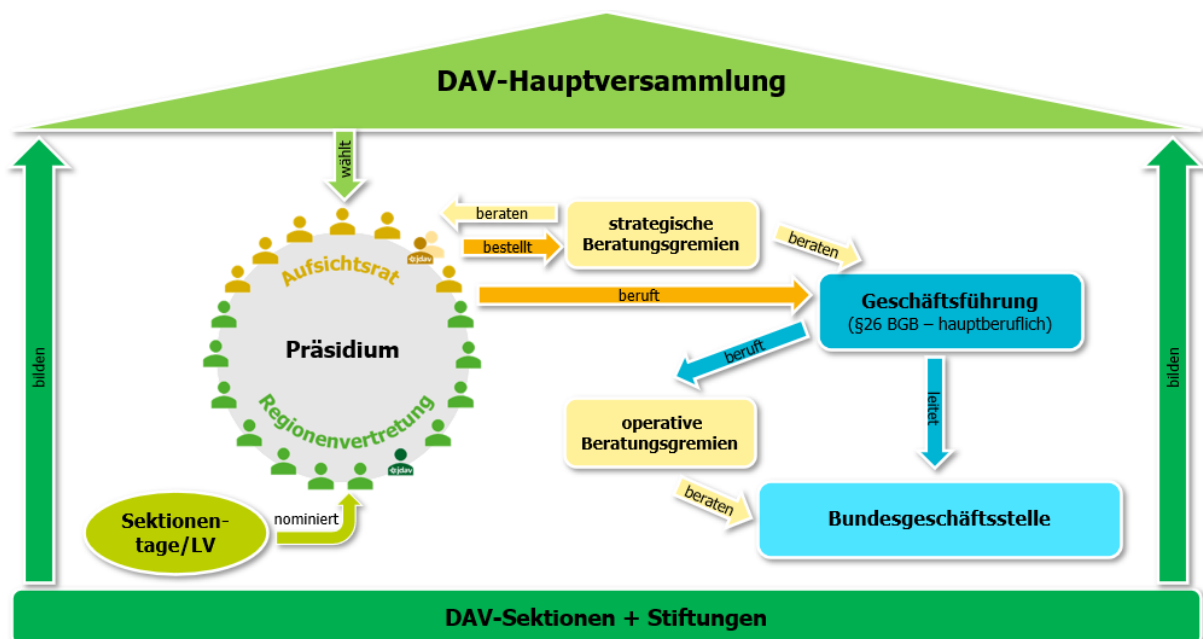 DAV-Hauptversammlung
wählt
bilden
bilden
beraten
strategische
Beratungsgremien
bestellt
beraten
jdav
Aufsichtsrat
beruft
Geschäftsführung
(§26 BGB – hauptberuflich)
Präsidium
beruft
leitet
Regionenvertretung
operative
Beratungsgremien
jdav
beraten
Bundesgeschäftsstelle
Sektionen-
tage/LV
nominiert
DAV-Sektionen + Stiftungen